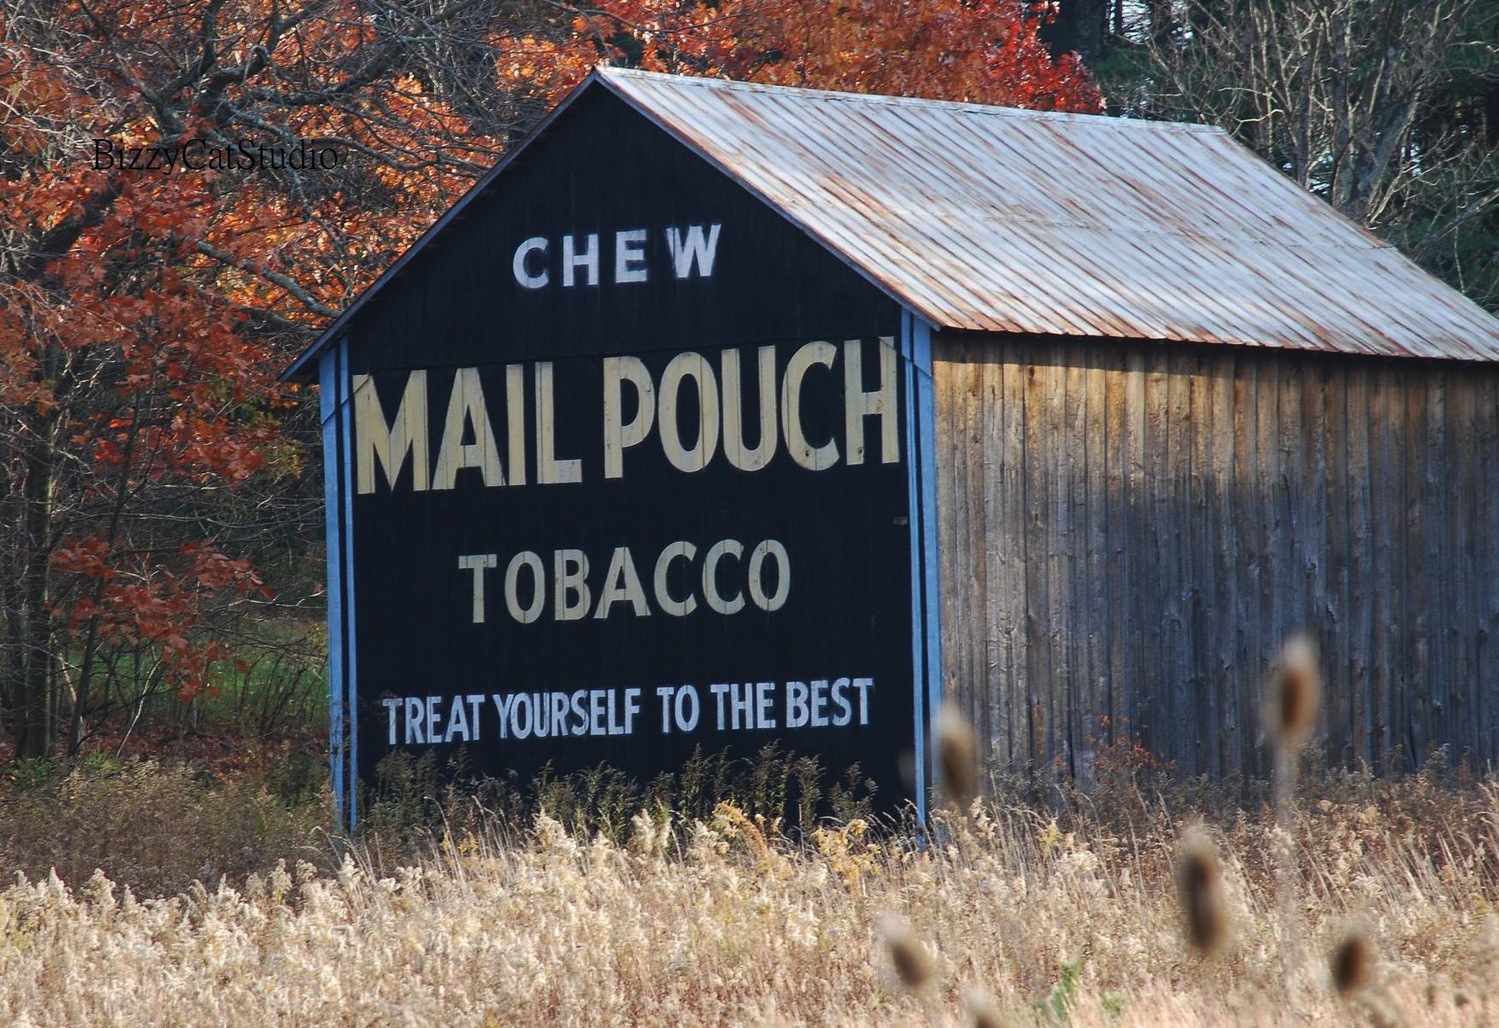 BizzyCatStudio
CHEW
MAIL POUCH
TOBACCO
TREAT YOURSELF TO THE BEST